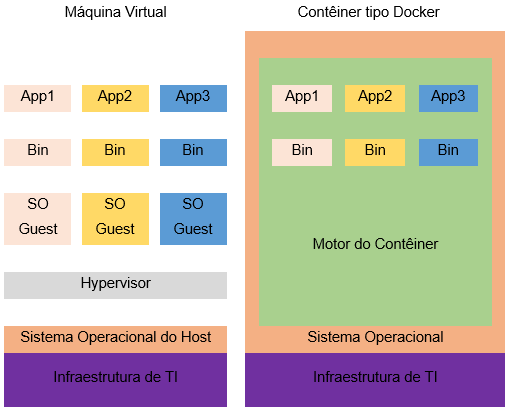 Máquina Virtual
App1 App2 App3
Bin Bin Bin
SO SO SO
Guest Guest Guest
Hypervisor
Sistema Operacional do Host
Infraestrutura de TI
Contêiner tipo Docker
App1 App2 App3
Bin Bin Bin
Motor do Contêiner
Sistema Operacional
Infraestrutura de TI